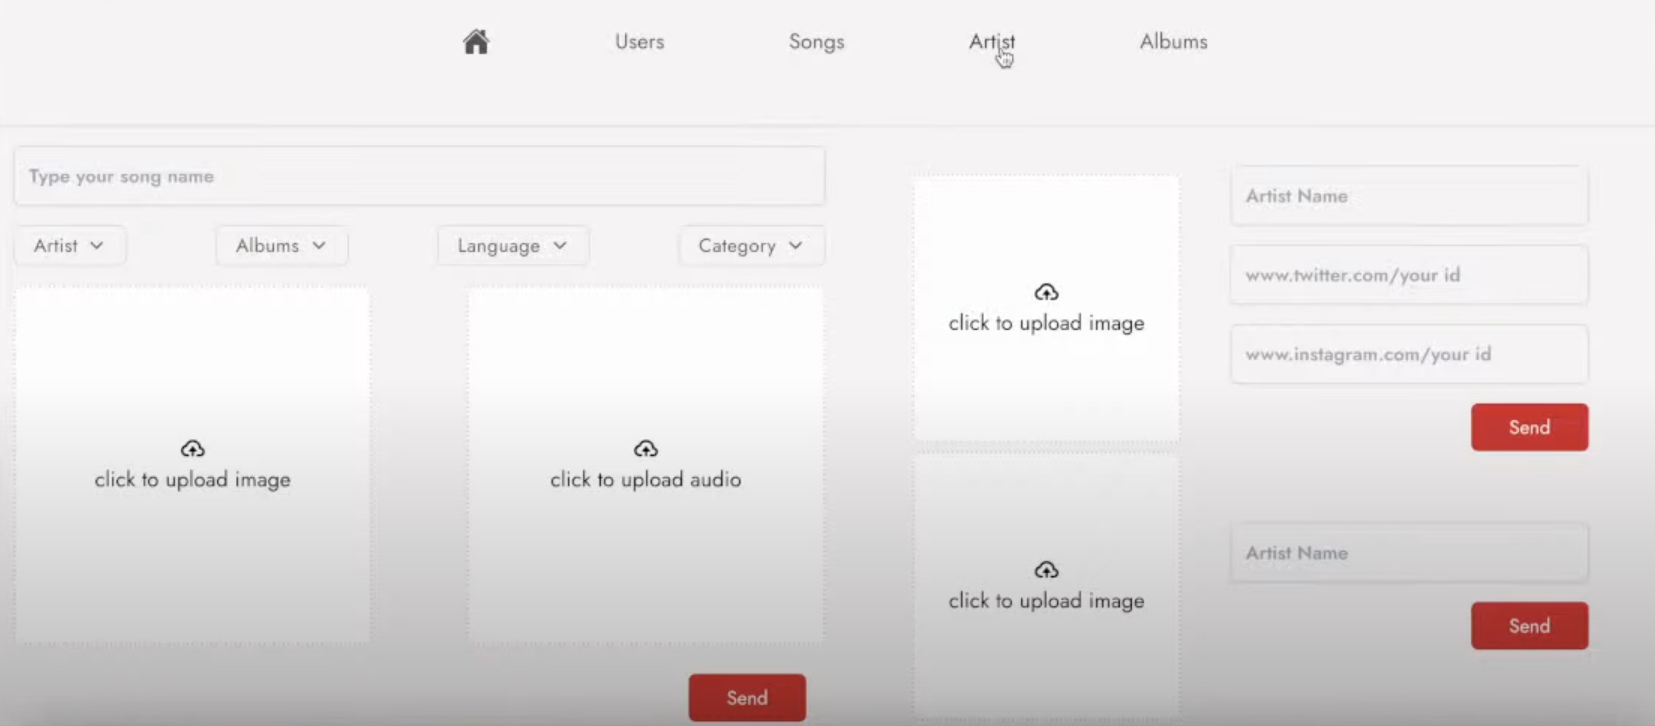 Users Songs Artist Albums
Type your song name
Artist Albums Language Category
click to upload image
click to upload audio
Send
click to upload image
Artist Name
www.twitter.com/your id
www.instagram.com/your id
Send
click to upload image
Artist Name
Send